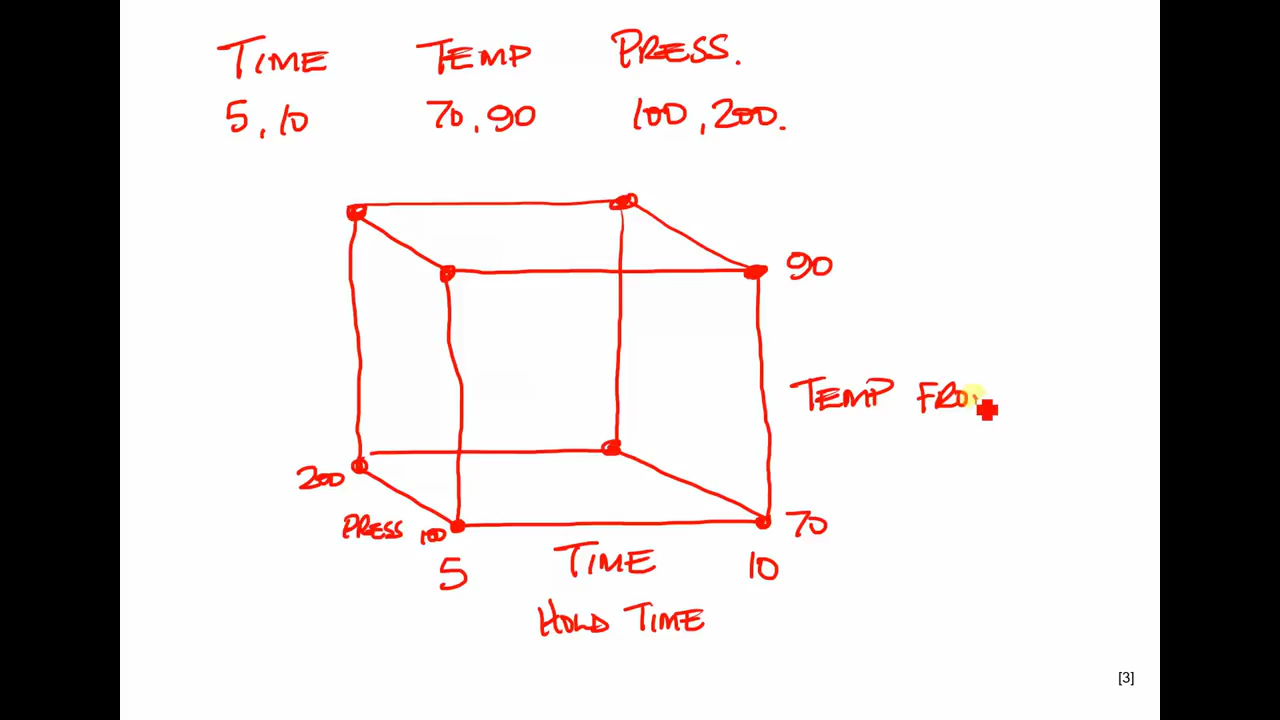 TIME TEMP PRESS.
5,10 70,90 100,200.
90
TEMP FRO
200
PRESS 100
70
5 TIME 10
HOLD TIME
[3]